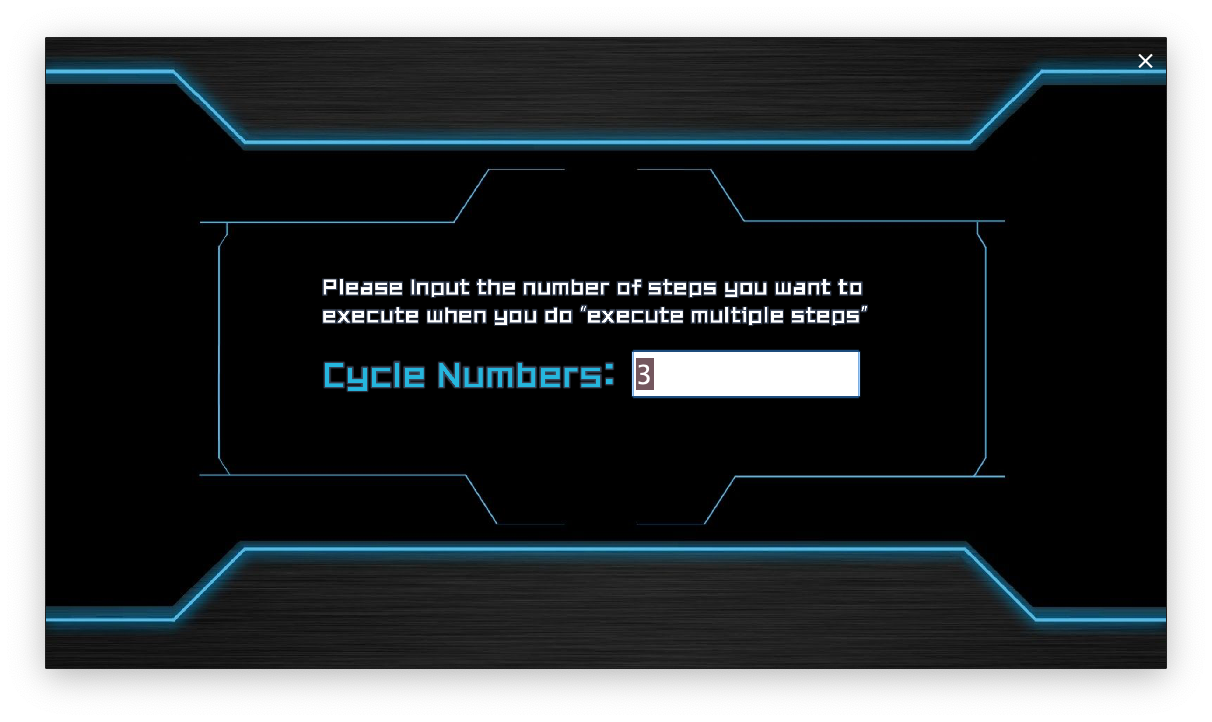 Please Input the number of steps you want to
execute when you do "execute multiple steps"
Cycle Numbers: 3